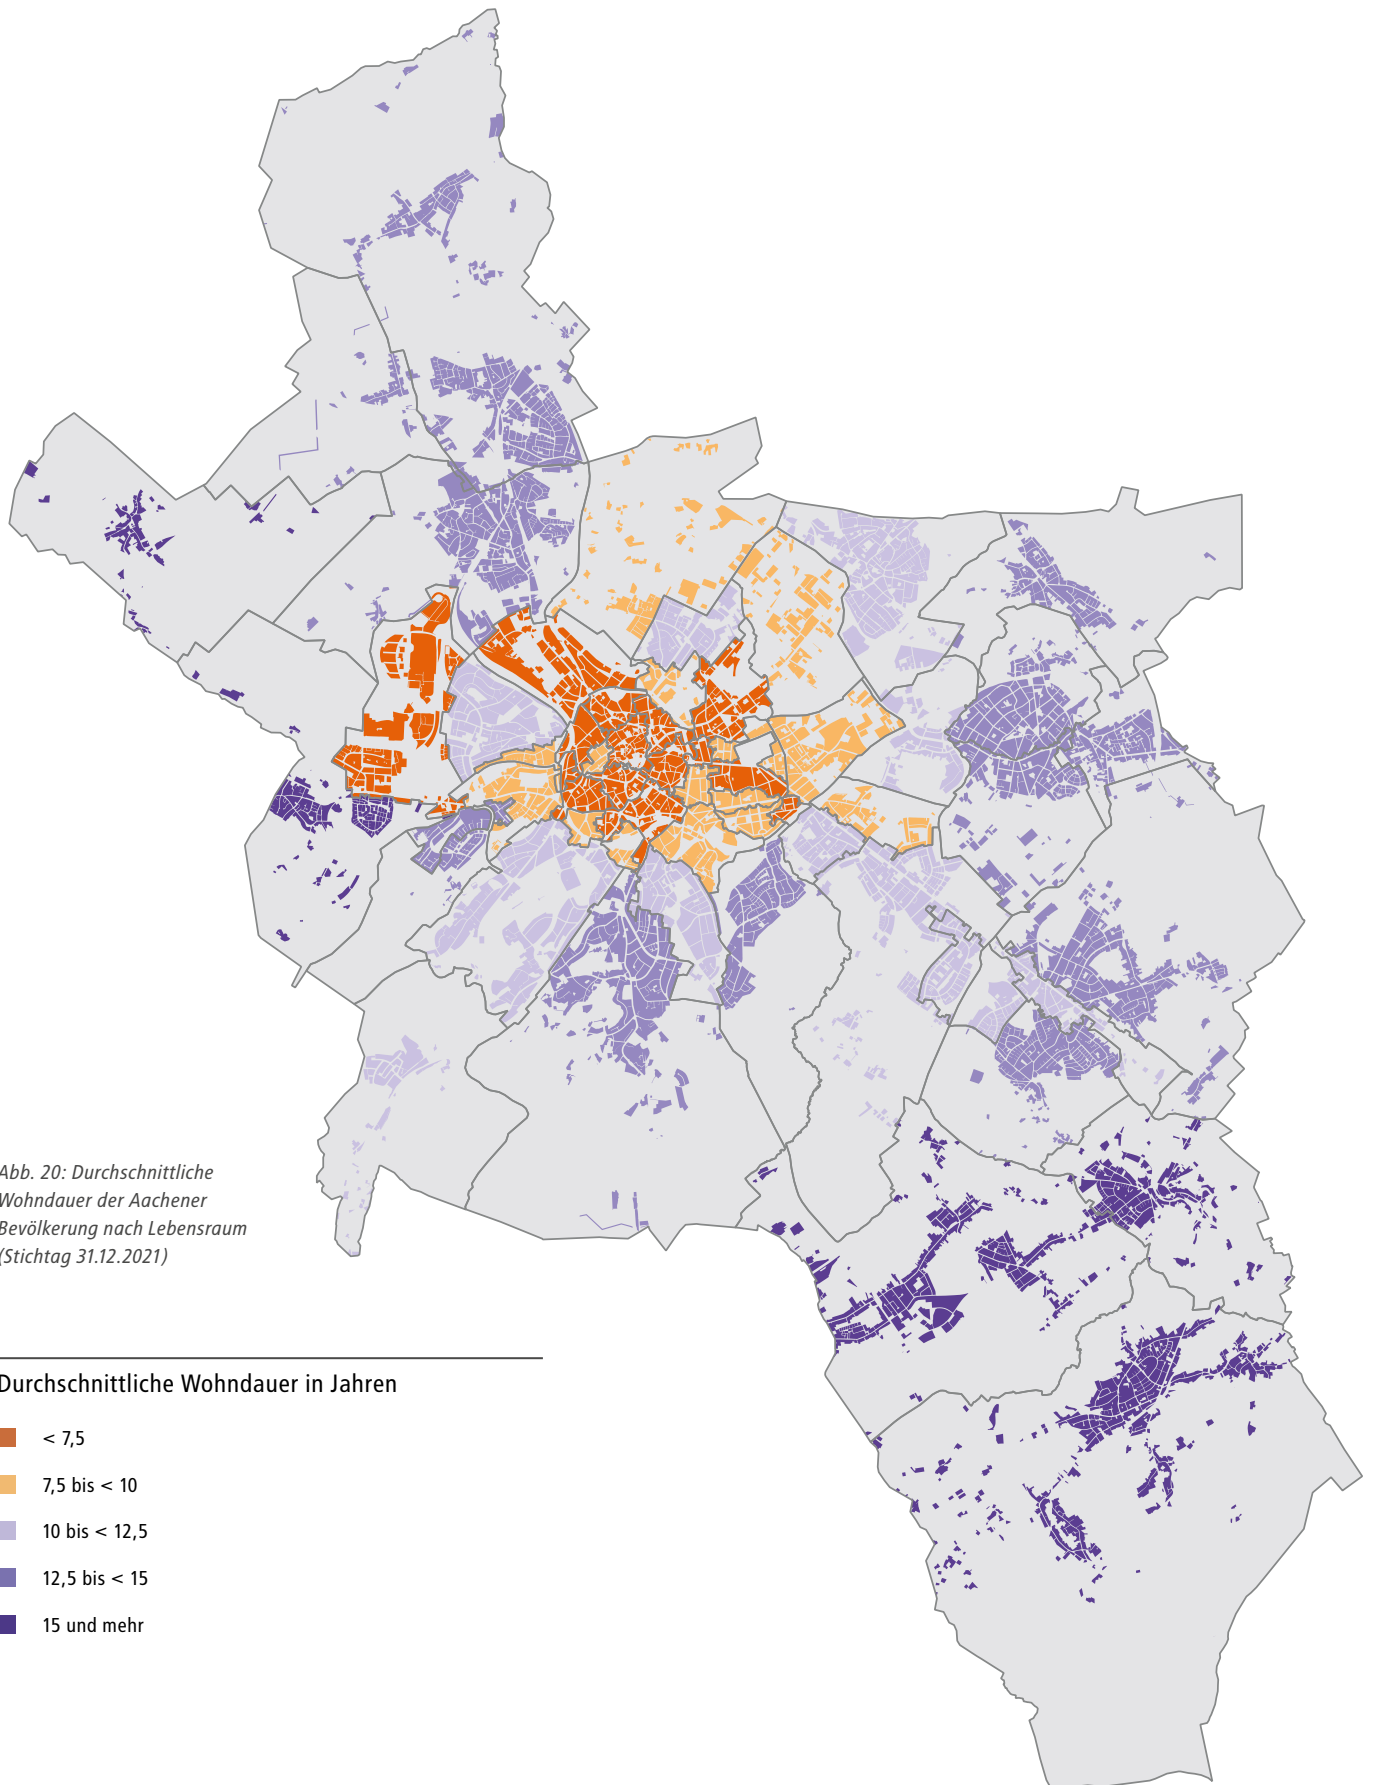 Abb. 20: Durchschnittliche
Wohndauer der Aachener
Bevölkerung nach Lebensraum
(Stichtag 31.12.2021)
Durchschnittliche Wohndauer in Jahren
< 7,5
7,5 bis < 10
10 bis < 12,5
12,5 bis < 15
15 und mehr